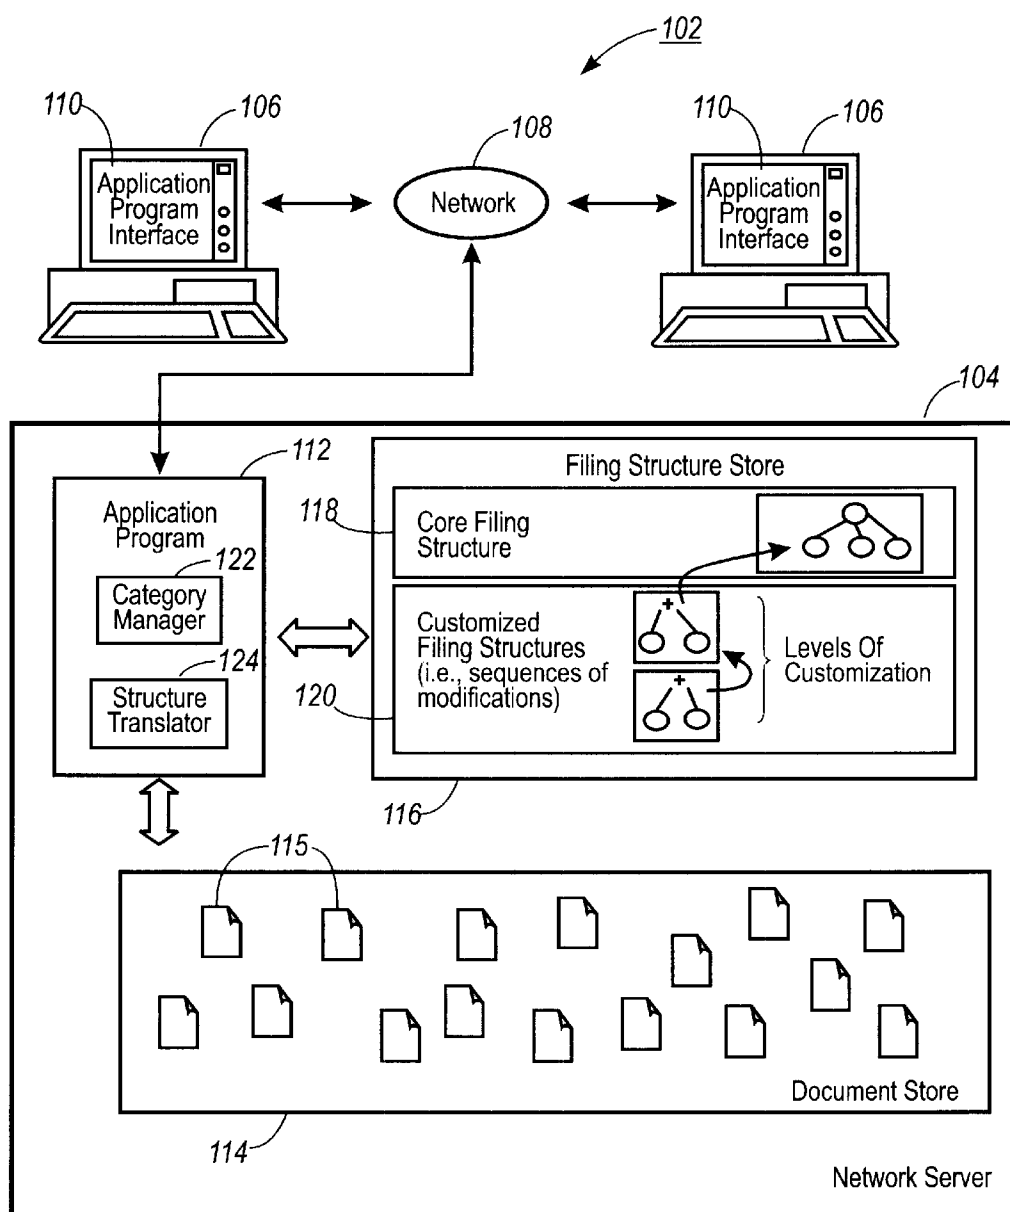 102
110
106
Application
Program
Interface
108
Network
110
106
Application
Program
Interface
104
112
Application
Program
122
Category
Manager
124
Structure
Translator
Filing Structure Store
118
Core Filing
Structure
+
Customized
Filing Structures
(i.e., sequences of
modifications)
120
+
Levels Of
Customization
116
115
Document Store
114
Network Server